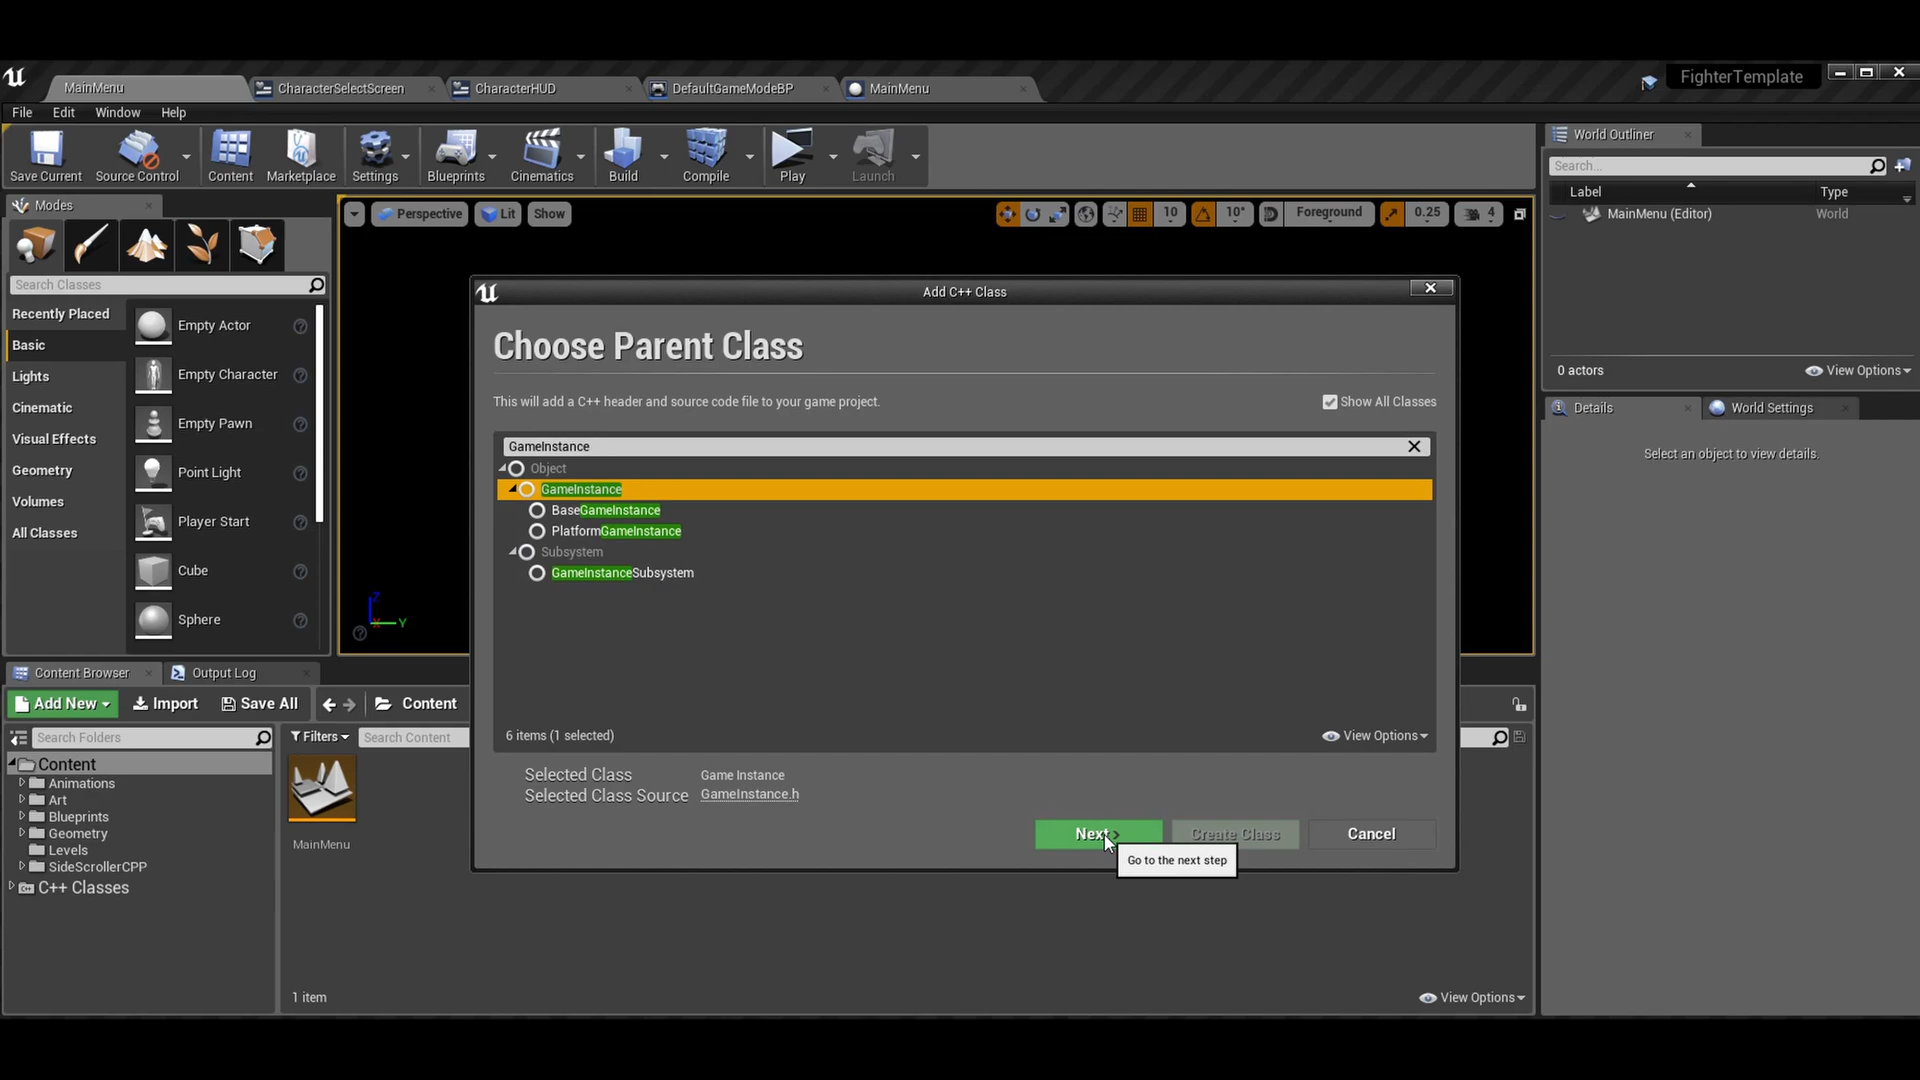 MainMenu
CharacterSelectScreen
CharacterHUD
DefaultGameModeBP
MainMenu
FighterTemplate
File Edit Window Help
Save Current
Source Control
Content
Marketplace
Settings
Blueprints
Cinematics
Build
Compile
Play
Launch
World Outliner
Search...
Label
Type
MainMenu (Editor)
World
0 actors
View Options
Details
World Settings
Select an object to view details.
Modes
Search Classes
Recently Placed
Basic
Lights
Cinematic
Visual Effects
Geometry
Volumes
All Classes
Empty Actor
Empty Character
Empty Pawn
Point Light
Player Start
Cube
Sphere
Perspective
Lit
Show
10
10°
Foreground
0.25
4
Z
X
Y
Add C++ Class
Choose Parent Class
This will add a C++ header and source code file to your game project.
Show All Classes
GameInstance
Object
GameInstance
BaseGameInstance
PlatformGameInstance
Subsystem
GameInstanceSubsystem
6 items (1 selected)
View Options
Selected Class
Game Instance
Selected Class Source
GameInstance.h
Next >
Create Class
Cancel
Go to the next step
Content Browser
Output Log
Add New
Import
Save All
Content
Search Folders
Filters
Search Content
Content
Animations
Art
Blueprints
Geometry
Levels
SideScrollerCPP
C++ Classes
MainMenu
1 item
View Options